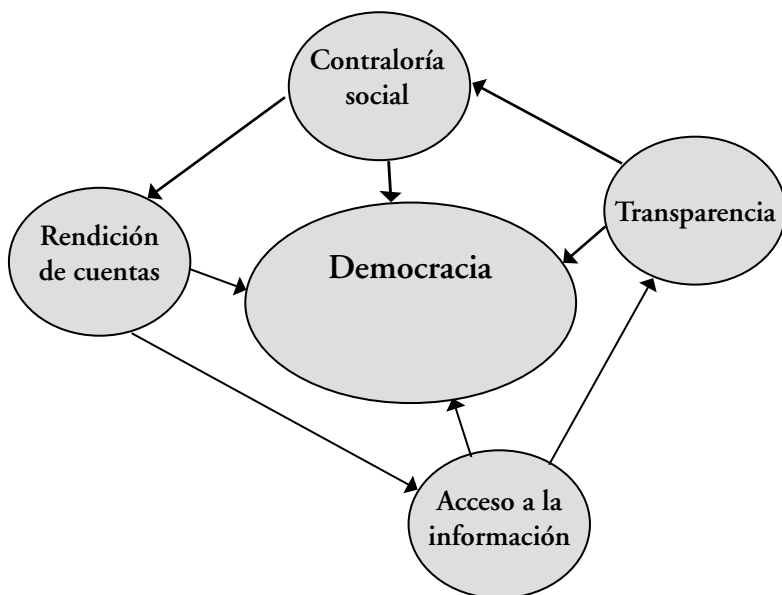 Contraloría
social
Transparencia
Rendición
de cuentas
Democracia
Acceso a la
información